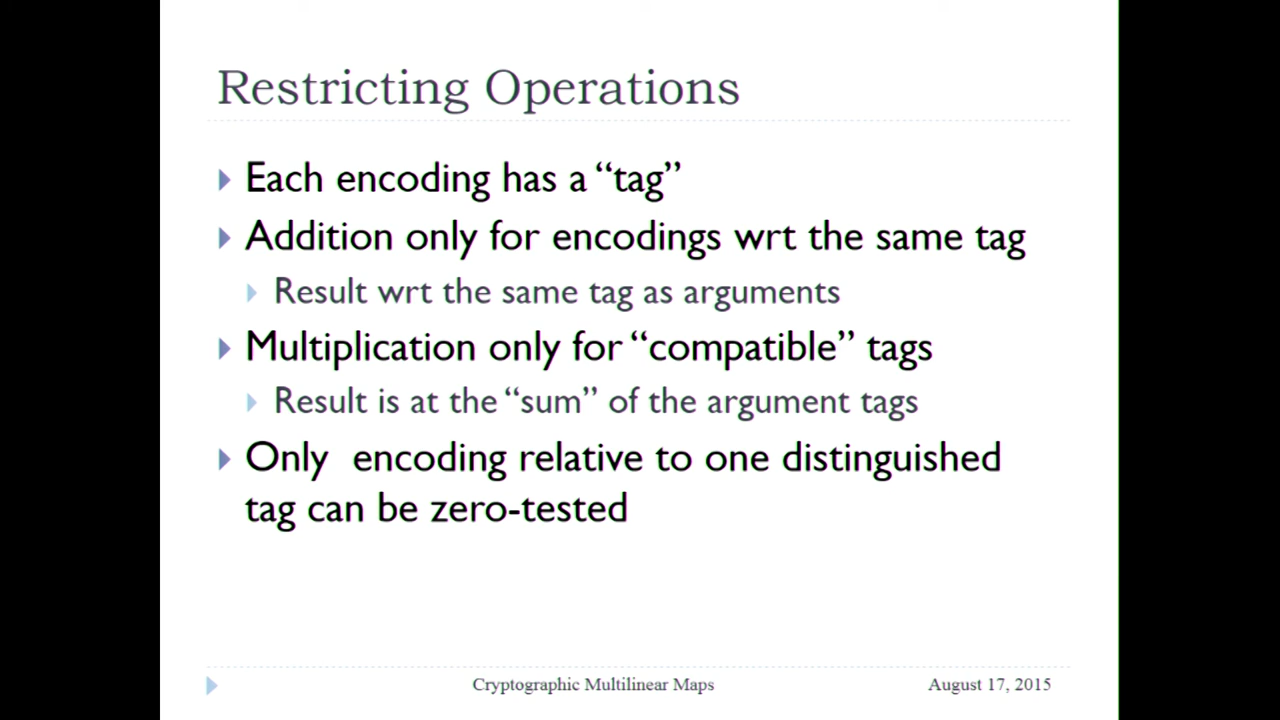 Restricting Operations
Each encoding has a “tag”
Addition only for encodings wrt the same tag
Result wrt the same tag as arguments
Multiplication only for “compatible” tags
Result is at the “sum” of the argument tags
Only encoding relative to one distinguished
tag can be zero-tested
Cryptographic Multilinear Maps
August 17, 2015